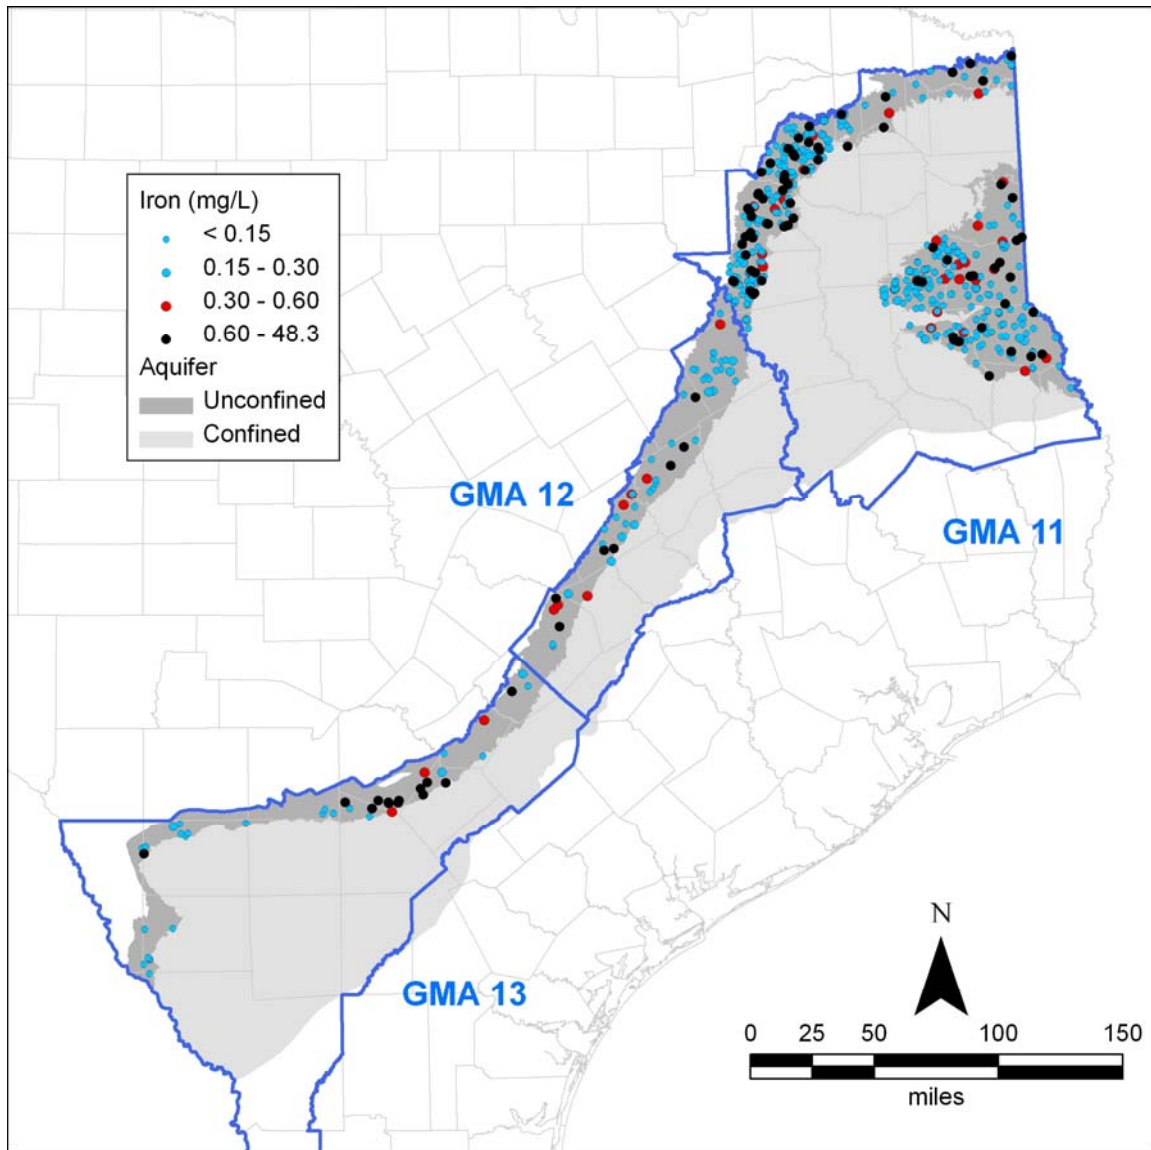 Iron (mg/L)
< 0.15
0.15 - 0.30
0.30 - 0.60
0.60 - 48.3
Aquifer
Unconfined
Confined
GMA 12
GMA 11
GMA 13
N
0 25 50 100 150
miles